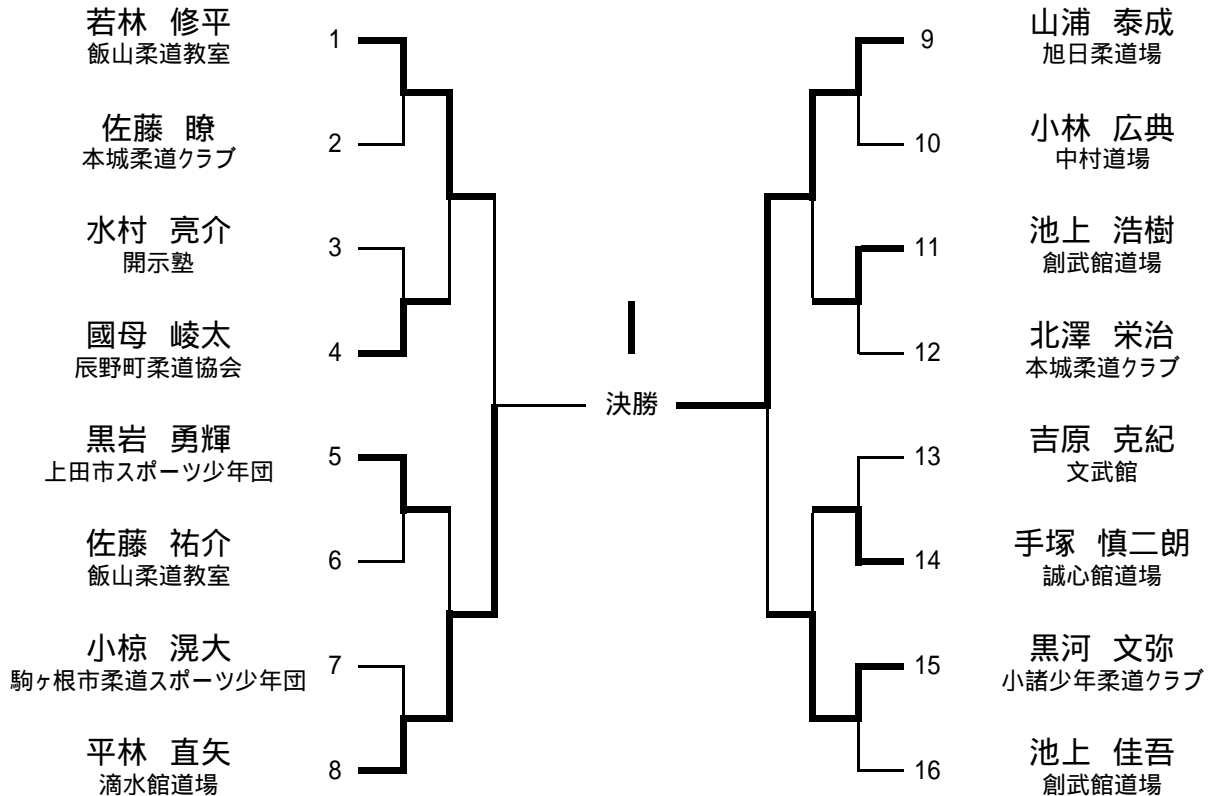 若林 修平
飯山柔道教室
1
佐藤 瞭
本城柔道クラブ
2
水村 亮介
開示塾
3
國母 崚太
辰野町柔道協会
4
黒岩 勇輝
上田市スポーツ少年団
5
佐藤 祐介
飯山柔道教室
6
小椋 滉大
駒ヶ根市柔道スポーツ少年団
7
平林 直矢
滴水館道場
8
決勝
9
山浦 泰成
旭日柔道場
10
小林 広典
中村道場
11
池上 浩樹
創武館道場
12
北澤 栄治
本城柔道クラブ
13
吉原 克紀
文武館
14
手塚 慎二朗
誠心館道場
15
黒河 文弥
小諸少年柔道クラブ
16
池上 佳吾
創武館道場